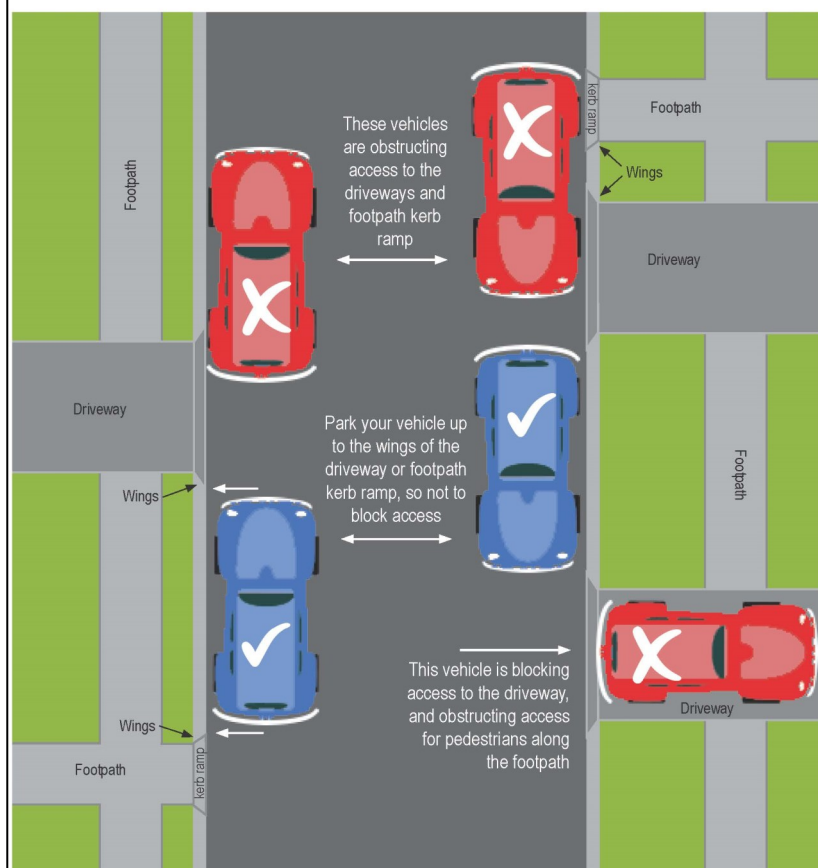 These vehicles
are obstructing
access to the
driveways and
footpath kerb
ramp
kerb ramp
Footpath
Wings
Footpath
Driveway
Driveway
Park your vehicle up
to the wings of the
driveway or footpath
kerb ramp, so not to
block access
Footpath
Wings
This vehicle is blocking
access to the driveway,
and obstructing access
for pedestrians along
the footpath
Driveway
Wings
Footpath
kerb ramp